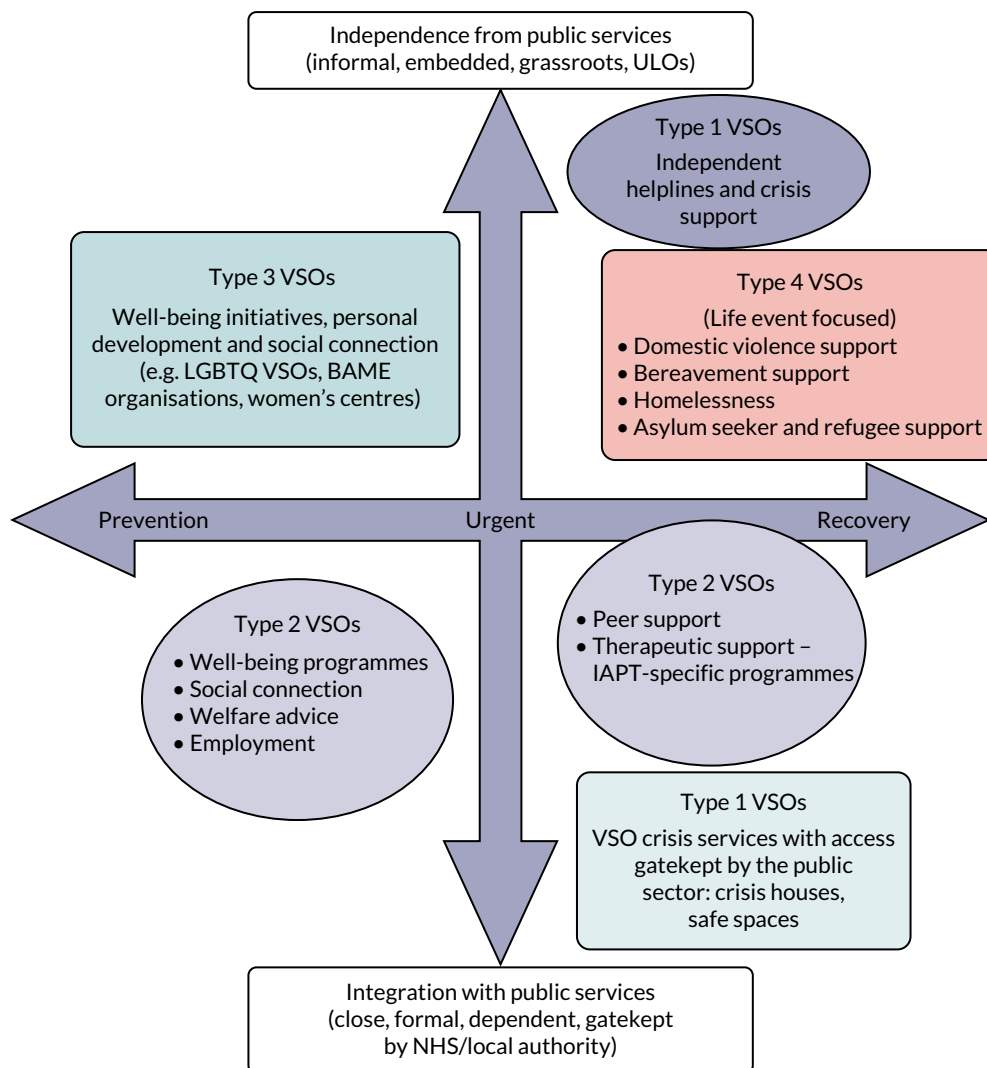 Independence from public services
(informal, embedded, grassroots, ULOs)
Type 1 VSOs
Independent
helplines and crisis
support
Type 3 VSOs
Well-being initiatives, personal
development and social connection
(e.g. LGBTQ VSOs, BAME
organisations, women’s centres)
Type 4 VSOs
(Life event focused)
• Domestic violence support
• Bereavement support
• Homelessness
• Asylum seeker and refugee support
Prevention
Urgent
Recovery
Type 2 VSOs
• Well-being programmes
• Social connection
• Welfare advice
• Employment
Type 2 VSOs
• Peer support
• Therapeutic support –
IAPT-specific programmes
Type 1 VSOs
VSO crisis services with access
gatekept by the public
sector: crisis houses,
safe spaces
Integration with public services
(close, formal, dependent, gatekept
by NHS/local authority)